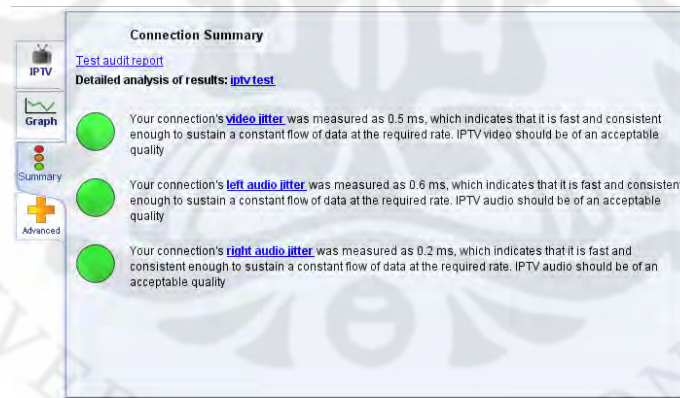 Connection Summary
Test audit report
Detailed analysis of results: iptv test
IPTV
Graph
Summary
Advanced
Your connection's video jitter was measured as 0.5 ms, which indicates that it is fast and consistent
enough to sustain a constant flow of data at the required rate. IPTV video should be of an acceptable
quality
Your connection's left audio jitter was measured as 0.6 ms, which indicates that it is fast and consistent
enough to sustain a constant flow of data at the required rate. IPTV audio should be of an acceptable
quality
Your connection's right audio jitter was measured as 0.2 ms, which indicates that it is fast and
consistent enough to sustain a constant flow of data at the required rate. IPTV audio should be of an
acceptable quality